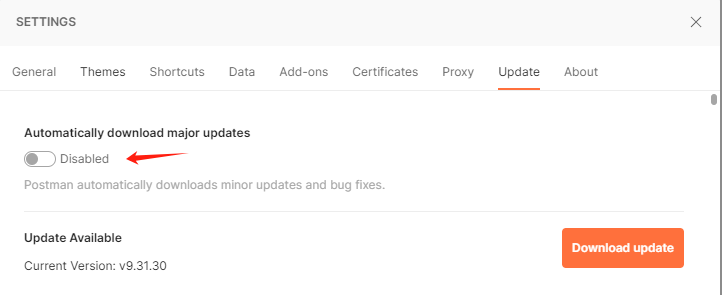 SETTINGS
General Themes Shortcuts Data Add-ons Certificates Proxy Update About
Automatically download major updates
Disabled
Postman automatically downloads minor updates and bug fixes.
Update Available
Download update
Current Version: v9.31.30